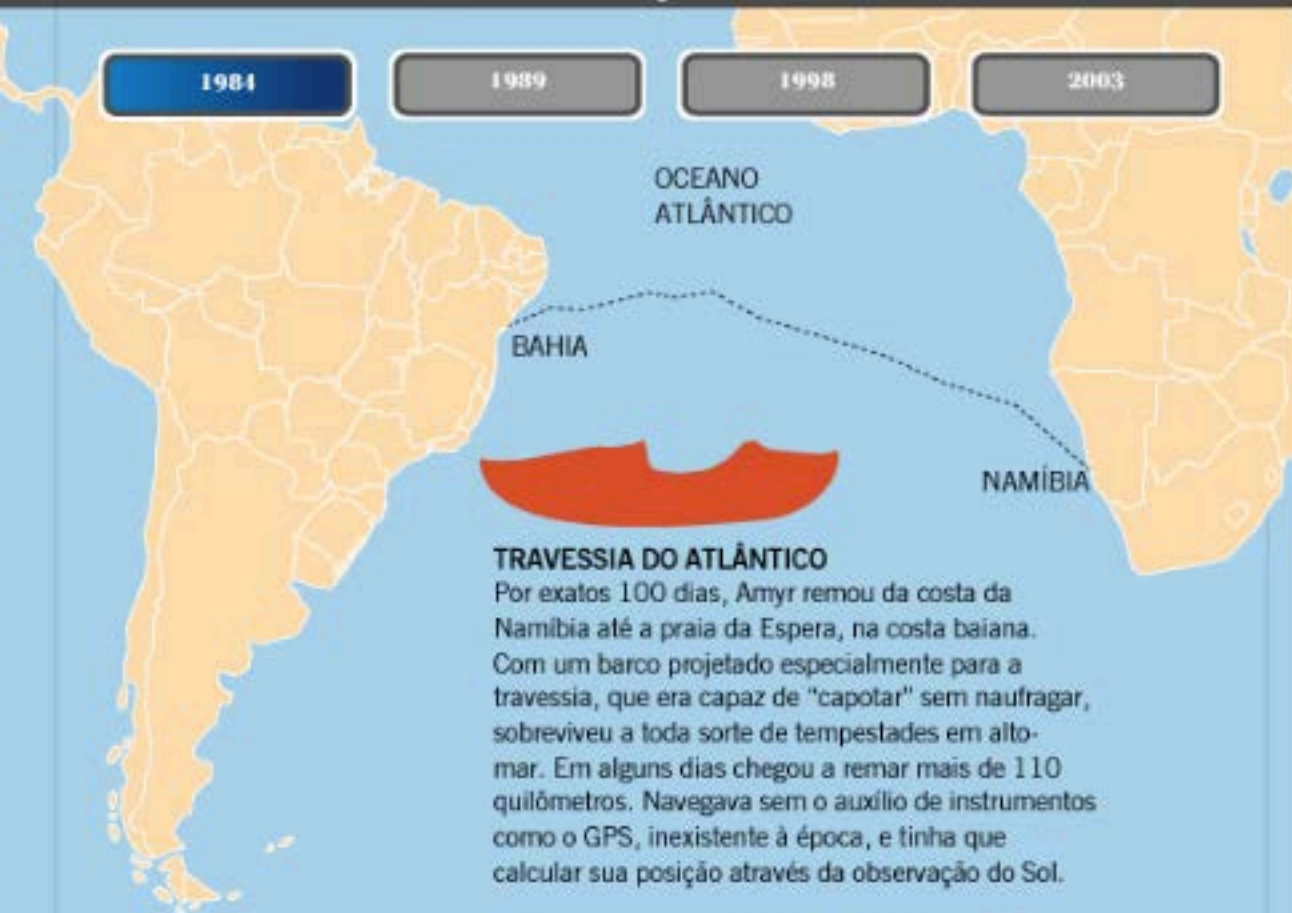 1984
1989
1998
2003
OCEANO
ATLÂNTICO
BAHIA
NAMÍBIA
TRAVESSIA DO ATLÂNTICO
Por exatos 100 dias, Amyr remou da costa da
Namíbia até a praia da Espera, na costa baiana.
Com um barco projetado especialmente para a
travessia, que era capaz de “capotar” sem naufragar,
sobreviveu a toda sorte de tempestades em alto-
mar. Em alguns dias chegou a remar mais de 110
quilômetros. Navegava sem o auxílio de instrumentos
como o GPS, inexistente à época, e tinha que
calcular sua posição através da observação do Sol.